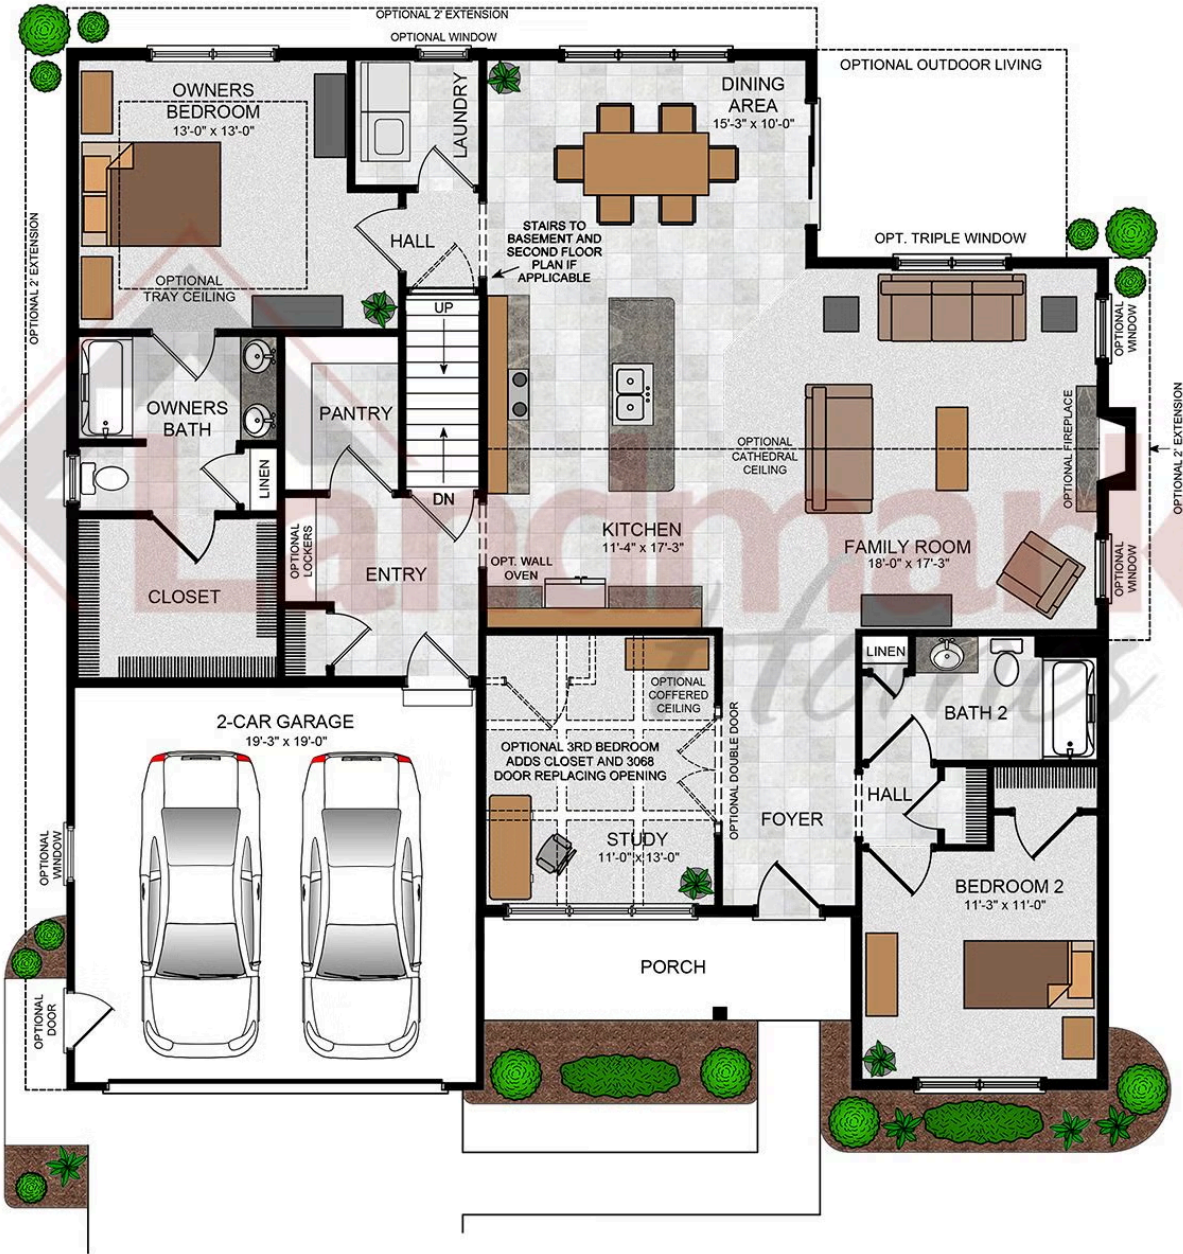 OPTIONAL 2' EXTENSION
OPTIONAL WINDOW
OPTIONAL OUTDOOR LIVING
OWNERS
BEDROOM
13'-0" x 13'-0"
LAUNDRY
DINING
AREA
15'-3" x 10'-0"
OPTIONAL 2' EXTENSION
HALL
STAIRS TO
BASEMENT AND
SECOND FLOOR
PLAN IF
APPLICABLE
OPT. TRIPLE WINDOW
OPTIONAL
TRAY CEILING
UP
OPTIONAL
WINDOW
OWNERS
BATH
PANTRY
OPTIONAL
CATHEDRAL
CEILING
OPTIONAL FIREPLACE
OPTIONAL 2' EXTENSION
LINEN
DN
Landmark
Homes
KITCHEN
11'-4" x 17'-3"
FAMILY ROOM
18'-0" x 17'-3"
OPTIONAL
LOCKERS
ENTRY
OPT. WALL
OVEN
OPTIONAL
WINDOW
CLOSET
LINEN
OPTIONAL
COFFERED
CEILING
BATH 2
2-CAR GARAGE
19'-3" x 19'-0"
OPTIONAL 3RD BEDROOM
ADDS CLOSET AND 3068
DOOR REPLACING OPENING
OPTIONAL DOUBLE DOOR
HALL
FOYER
STUDY
11'-0" x 13'-0"
OPTIONAL
WINDOW
BEDROOM 2
11'-3" x 11'-0"
PORCH
OPTIONAL
DOOR